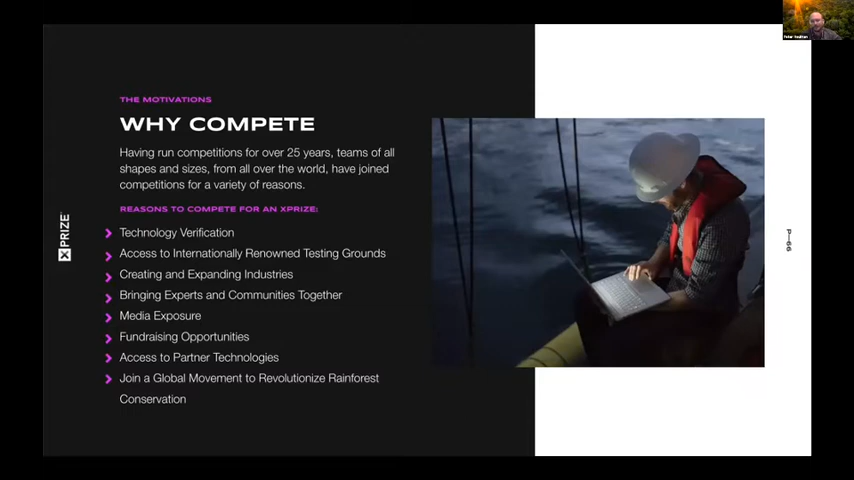 THE MOTIVATIONS
WHY COMPETE
Having run competitions for over 25 years, teams of all
shapes and sizes, from all over the world, have joined
competitions for a variety of reasons.
REASONS TO COMPETE FOR AN XPRIZE:
Technology Verification
Access to Internationally Renowned Testing Grounds
Creating and Expanding Industries
Bringing Experts and Communities Together
Media Exposure
Fundraising Opportunities
Access to Partner Technologies
Join a Global Movement to Revolutionize Rainforest
Conservation
XPRIZE
P—66